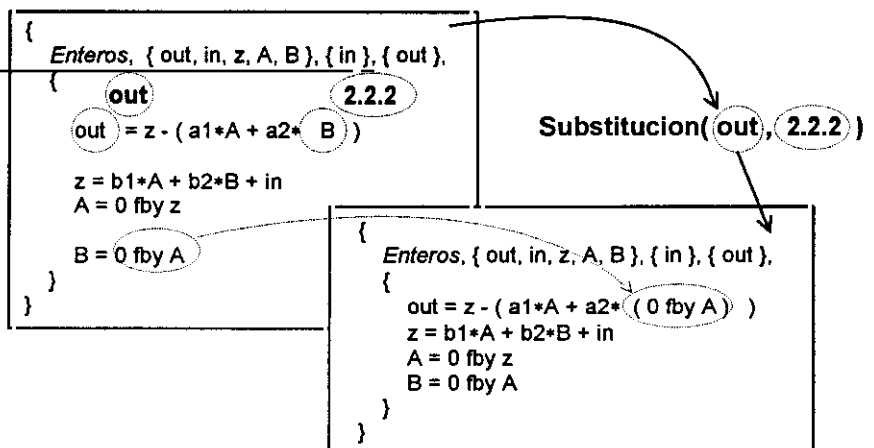 {
Enteros, { out, in, z, A, B }, { in }, { out },
{
out 2.2.2
out = z - ( a1*A + a2* B ) )
z = b1*A + b2*B + in
A = 0 fby z
B = 0 fby A
}
}
Substitucion( out, 2.2.2 )
{
Enteros, { out, in, z, A, B }, { in }, { out },
{
out = z - ( a1*A + a2* ( 0 fby A ) )
z = b1*A + b2*B + in
A = 0 fby z
B = 0 fby A
}
}